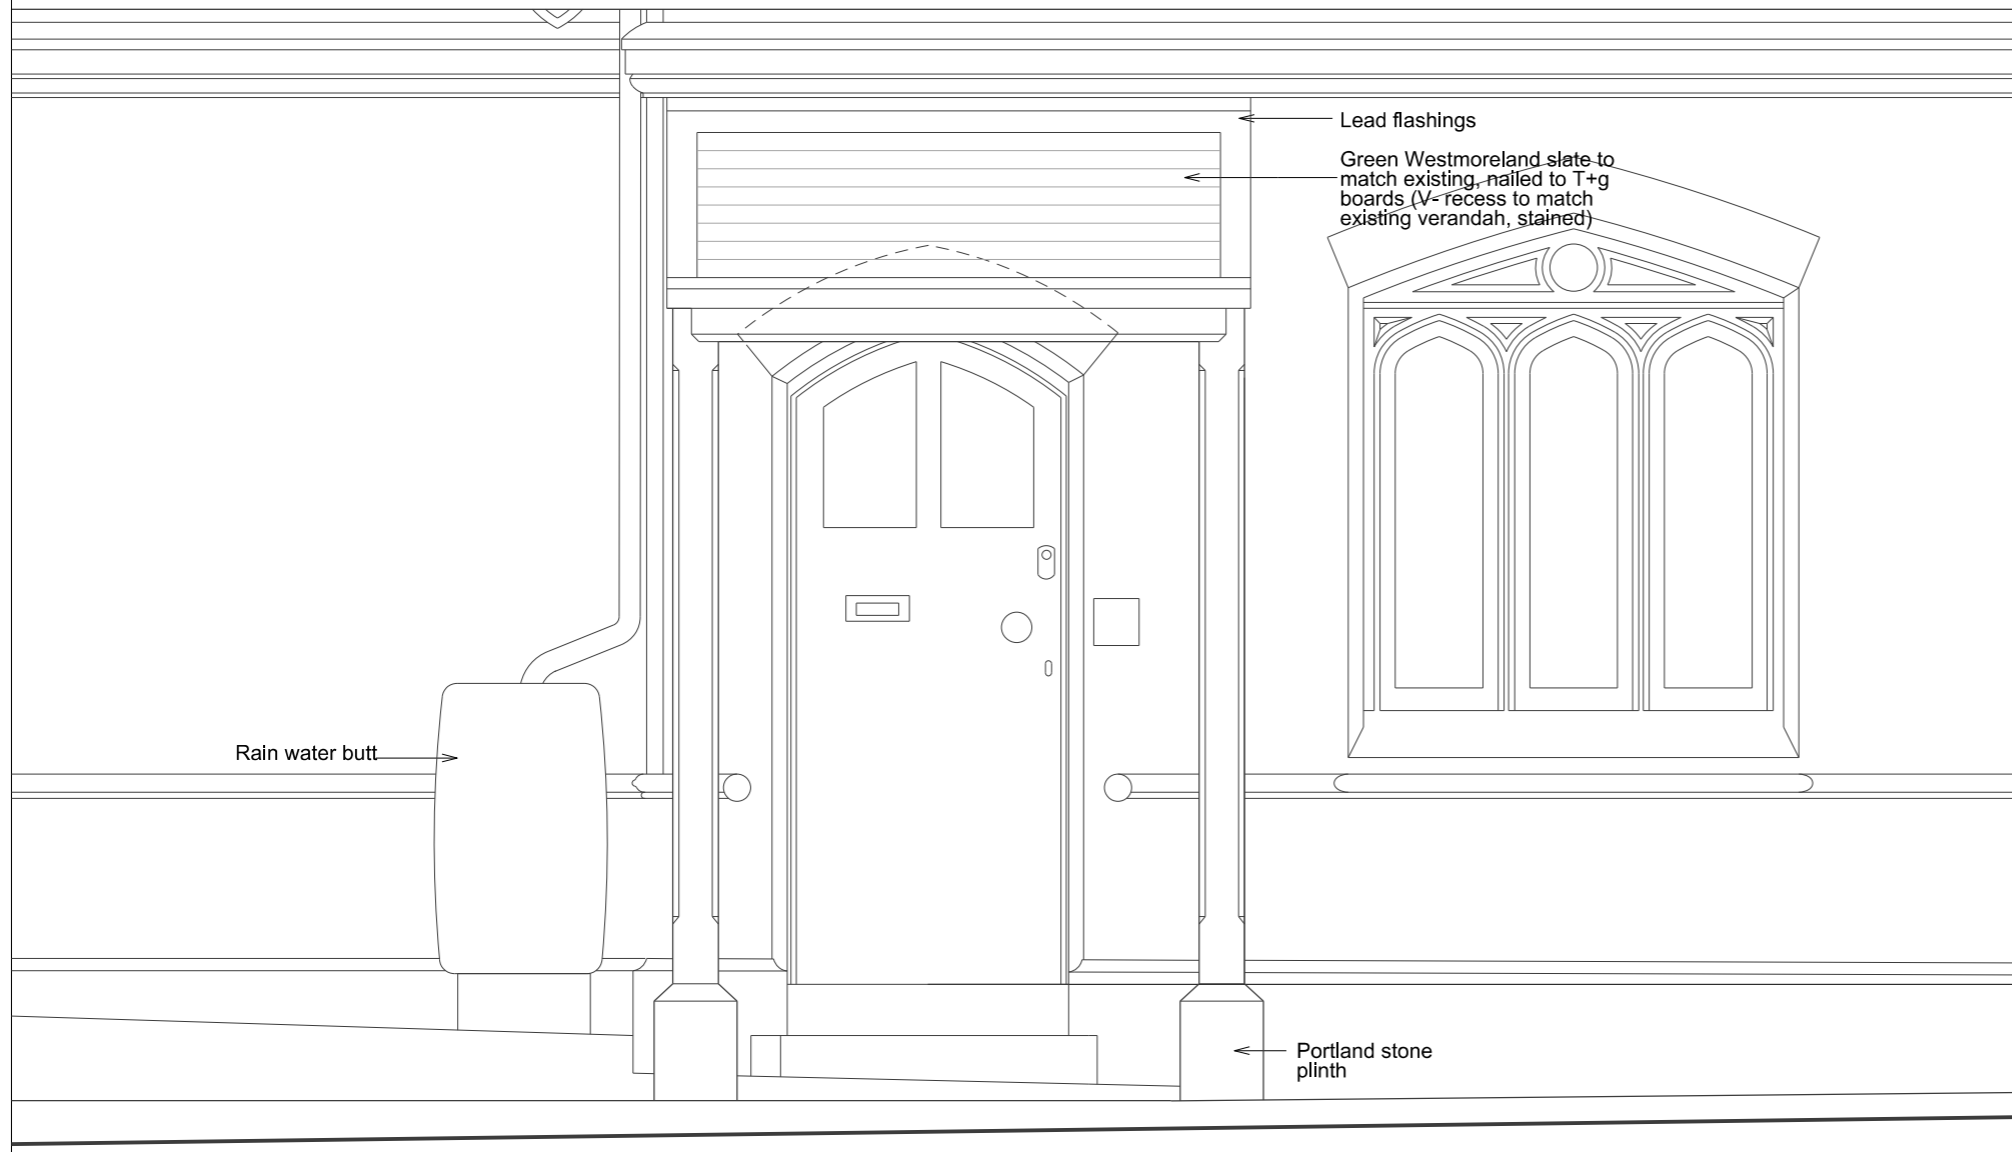 Lead flashings
Green Westmoreland slate to
match existing, nailed to T+g
boards (V- recess to match
existing verandah, stained)
Rain water butt
Portland stone
plinth